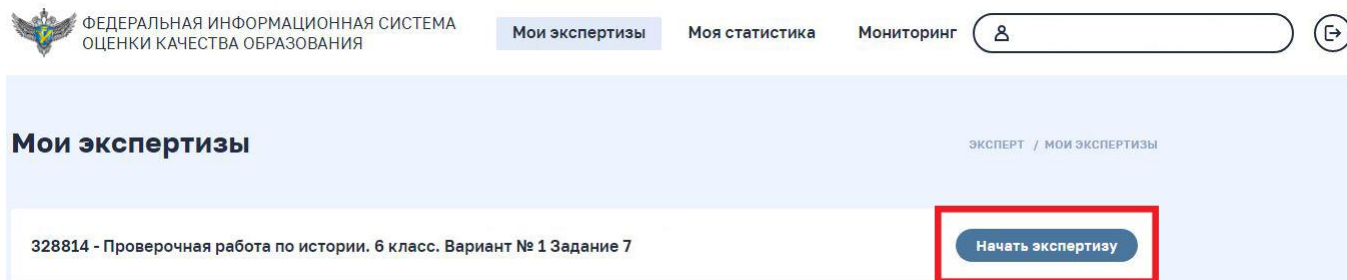 ФЕДЕРАЛЬНАЯ ИНФОРМАЦИОННАЯ СИСТЕМА
ОЦЕНКИ КАЧЕСТВА ОБРАЗОВАНИЯ
Мои экспертизы
Моя статистика
Мониторинг
Мои экспертизы
ЭКСПЕРТ / МОИ ЭКСПЕРТИЗЫ
328814 - Проверочная работа по истории. 6 класс. Вариант № 1 Задание 7
Начать экспертизу